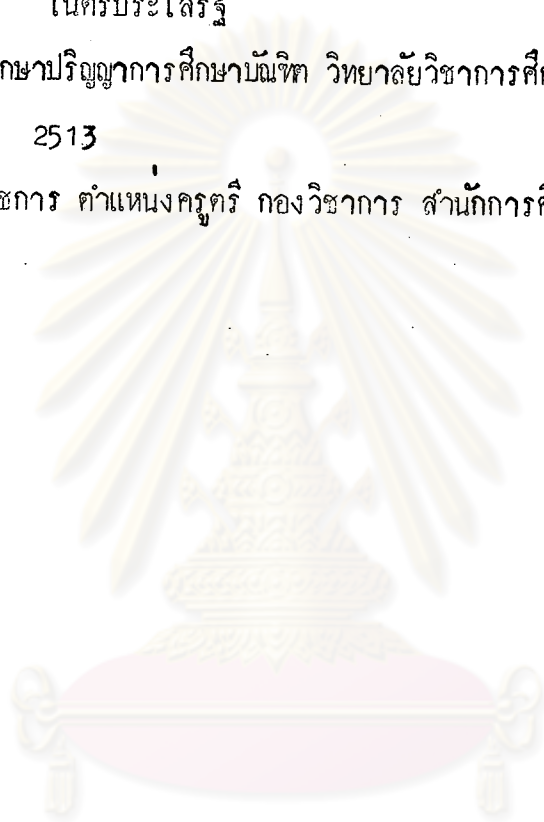 เนตรประเสริฐ
กษาปริญญาการศึกษาบัณฑิต วิทยาลัยวิชาการศึ
2513
ชการ ตำแหน่งครูตรี กองวิชาการ สำนักการศึ